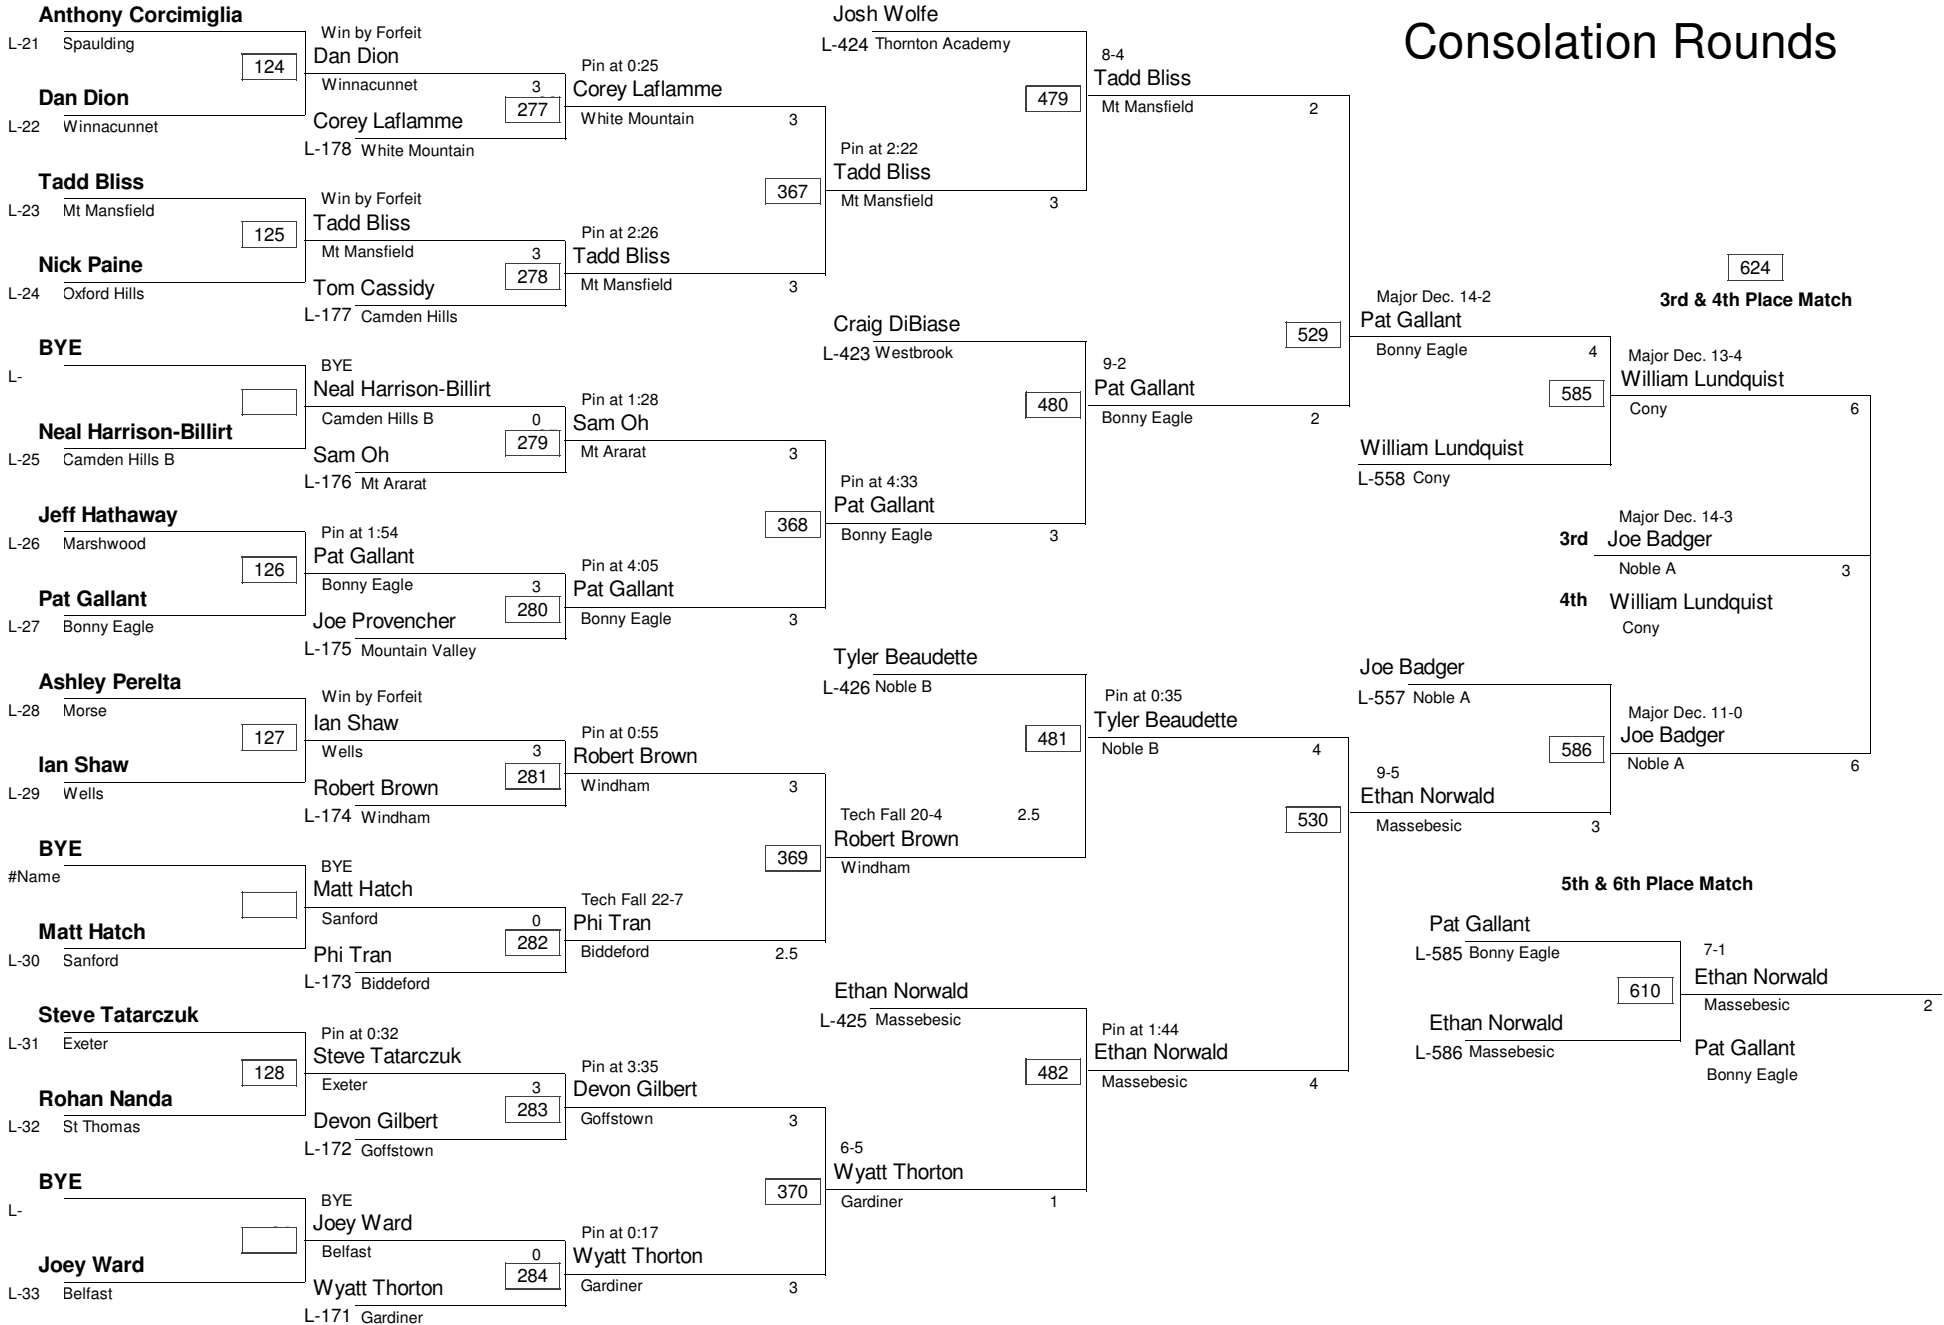 Consolation Rounds
Anthony Corcimiglia
L-21 Spaulding
124
Dan Dion
L-22 Winnacunnet
Tadd Bliss
L-23 Mt Mansfield
125
Nick Paine
L-24 Oxford Hills
BYE
L-
Neal Harrison-Billirt
L-25 Camden Hills B
Jeff Hathaway
L-26 Marshwood
126
Pat Gallant
L-27 Bonny Eagle
Ashley Perelta
L-28 Morse
127
Ian Shaw
L-29 Wells
BYE
#Name
Matt Hatch
L-30 Sanford
Steve Tatarczuk
L-31 Exeter
128
Rohan Nanda
L-32 St Thomas
BYE
L-
Joey Ward
L-33 Belfast
Win by Forfeit
Dan Dion
Winnacunnet 3
277
Corey Laflamme
L-178 White Mountain
Win by Forfeit
Tadd Bliss
Mt Mansfield 3
278
Tom Cassidy
L-177 Camden Hills
BYE
Neal Harrison-Billirt
Camden Hills B 0
279
Sam Oh
L-176 Mt Ararat
Pin at 1:54
Pat Gallant
Bonny Eagle 3
280
Joe Provencher
L-175 Mountain Valley
Win by Forfeit
Ian Shaw
Wells 3
281
Robert Brown
L-174 Windham
BYE
Matt Hatch
Sanford 0
282
Phi Tran
L-173 Biddeford
Pin at 0:32
Steve Tatarczuk
Exeter 3
283
Devon Gilbert
L-172 Goffstown
BYE
Joey Ward
Belfast 0
284
Wyatt Thorton
L-171 Gardiner
Pin at 0:25
Corey Laflamme
White Mountain 3
367
Pin at 2:26
Tadd Bliss
Mt Mansfield 3
Pin at 1:28
Sam Oh
Mt Ararat 3
368
Pin at 4:05
Pat Gallant
Bonny Eagle 3
Pin at 0:55
Robert Brown
Windham 3
369
Tech Fall 22-7
Phi Tran
Biddeford 2.5
Pin at 3:35
Devon Gilbert
Goffstown 3
370
Pin at 0:17
Wyatt Thorton
Gardiner 3
Josh Wolfe
L-424 Thornton Academy
479
Pin at 2:22
Tadd Bliss
Mt Mansfield 3
Craig DiBiase
L-423 Westbrook
480
Pin at 4:33
Pat Gallant
Bonny Eagle 3
Tyler Beaudette
L-426 Noble B
481
Tech Fall 20-4 2.5
Robert Brown
Windham
Ethan Norwald
L-425 Massebesic
482
6-5
Wyatt Thorton
Gardiner 1
8-4
Tadd Bliss
Mt Mansfield 2
529
9-2
Pat Gallant
Bonny Eagle 2
Pin at 0:35
Tyler Beaudette
Noble B 4
530
Pin at 1:44
Ethan Norwald
Massebesic 4
Major Dec. 14-2
Pat Gallant
Bonny Eagle 4
585
William Lundquist
L-558 Cony
Joe Badger
L-557 Noble A
586
9-5
Ethan Norwald
Massebesic 3
624
3rd & 4th Place Match
Major Dec. 13-4
William Lundquist
Cony 6
Major Dec. 14-3
3rd Joe Badger
Noble A 3
4th William Lundquist
Cony
Major Dec. 11-0
Joe Badger
Noble A 6
5th & 6th Place Match
Pat Gallant
L-585 Bonny Eagle
610
Ethan Norwald
L-586 Massebesic
7-1
Ethan Norwald
Massebesic 2
Pat Gallant
Bonny Eagle